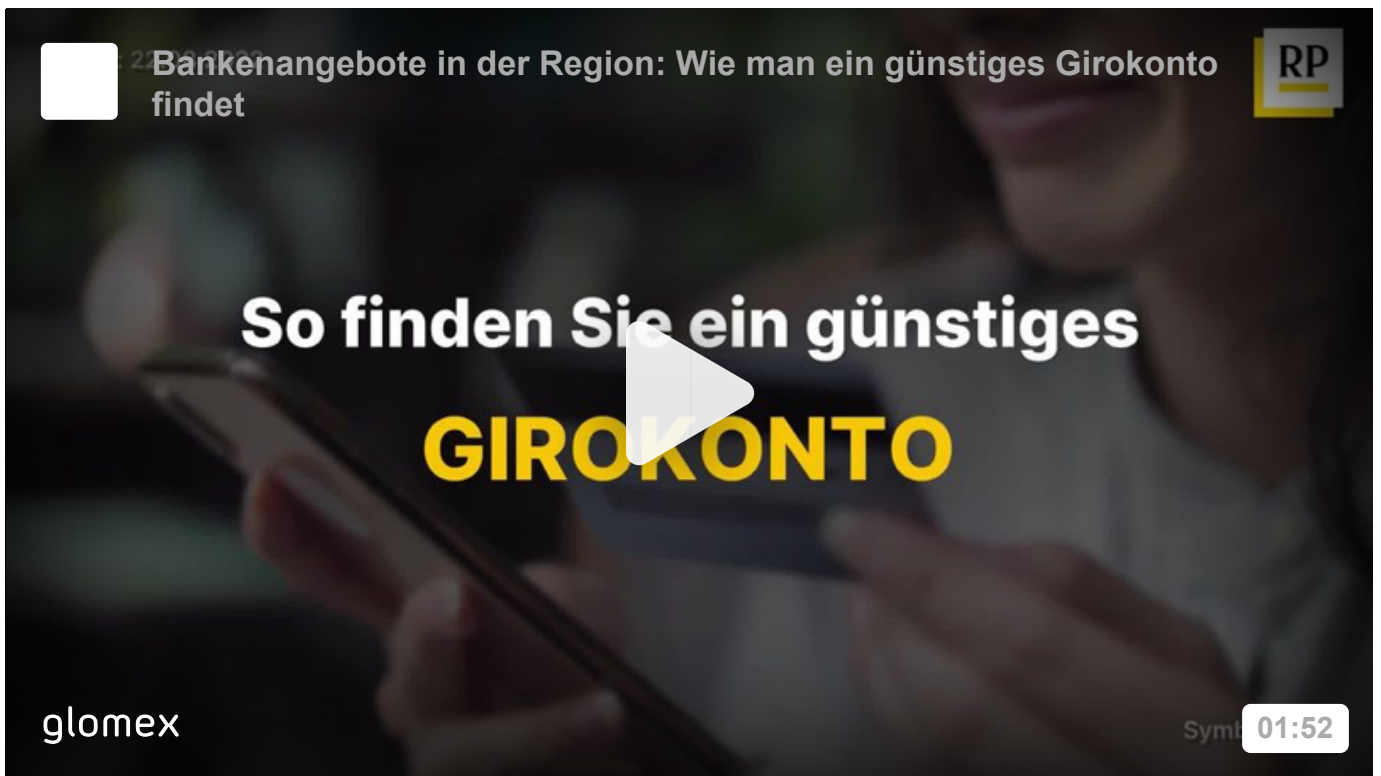 Bankenangebote in der Region: Wie man ein günstiges Girokonto
findet
RP
So finden Sie ein günstiges
GIROKONTO
glomex
01:52